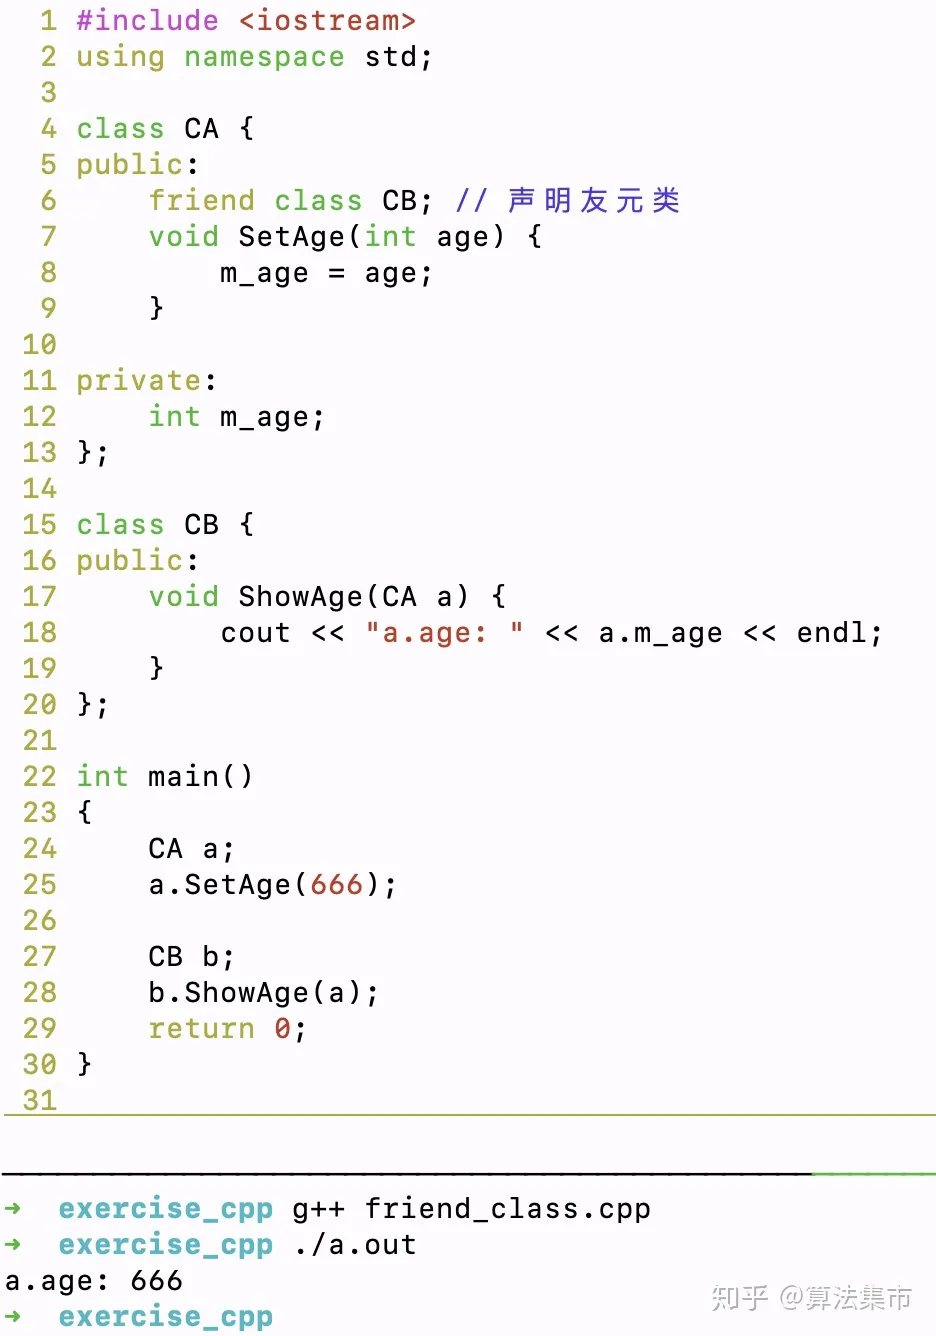 1 #include <iostream>
2 using namespace std;
3
4 class CA {
5 public:
6     friend class CB; // 声明友元类
7     void SetAge(int age) {
8         m_age = age;
9     }
10
11 private:
12     int m_age;
13 };
14
15 class CB {
16 public:
17     void ShowAge(CA a) {
18         cout << "a.age: " << a.m_age << endl;
19     }
20 };
21
22 int main()
23 {
24     CA a;
25     a.SetAge(666);
26
27     CB b;
28     b.ShowAge(a);
29     return 0;
30 }
31
➜  exercise_cpp g++ friend_class.cpp
➜  exercise_cpp ./a.out
a.age: 666
➜  exercise_cpp
知乎 @算法集市